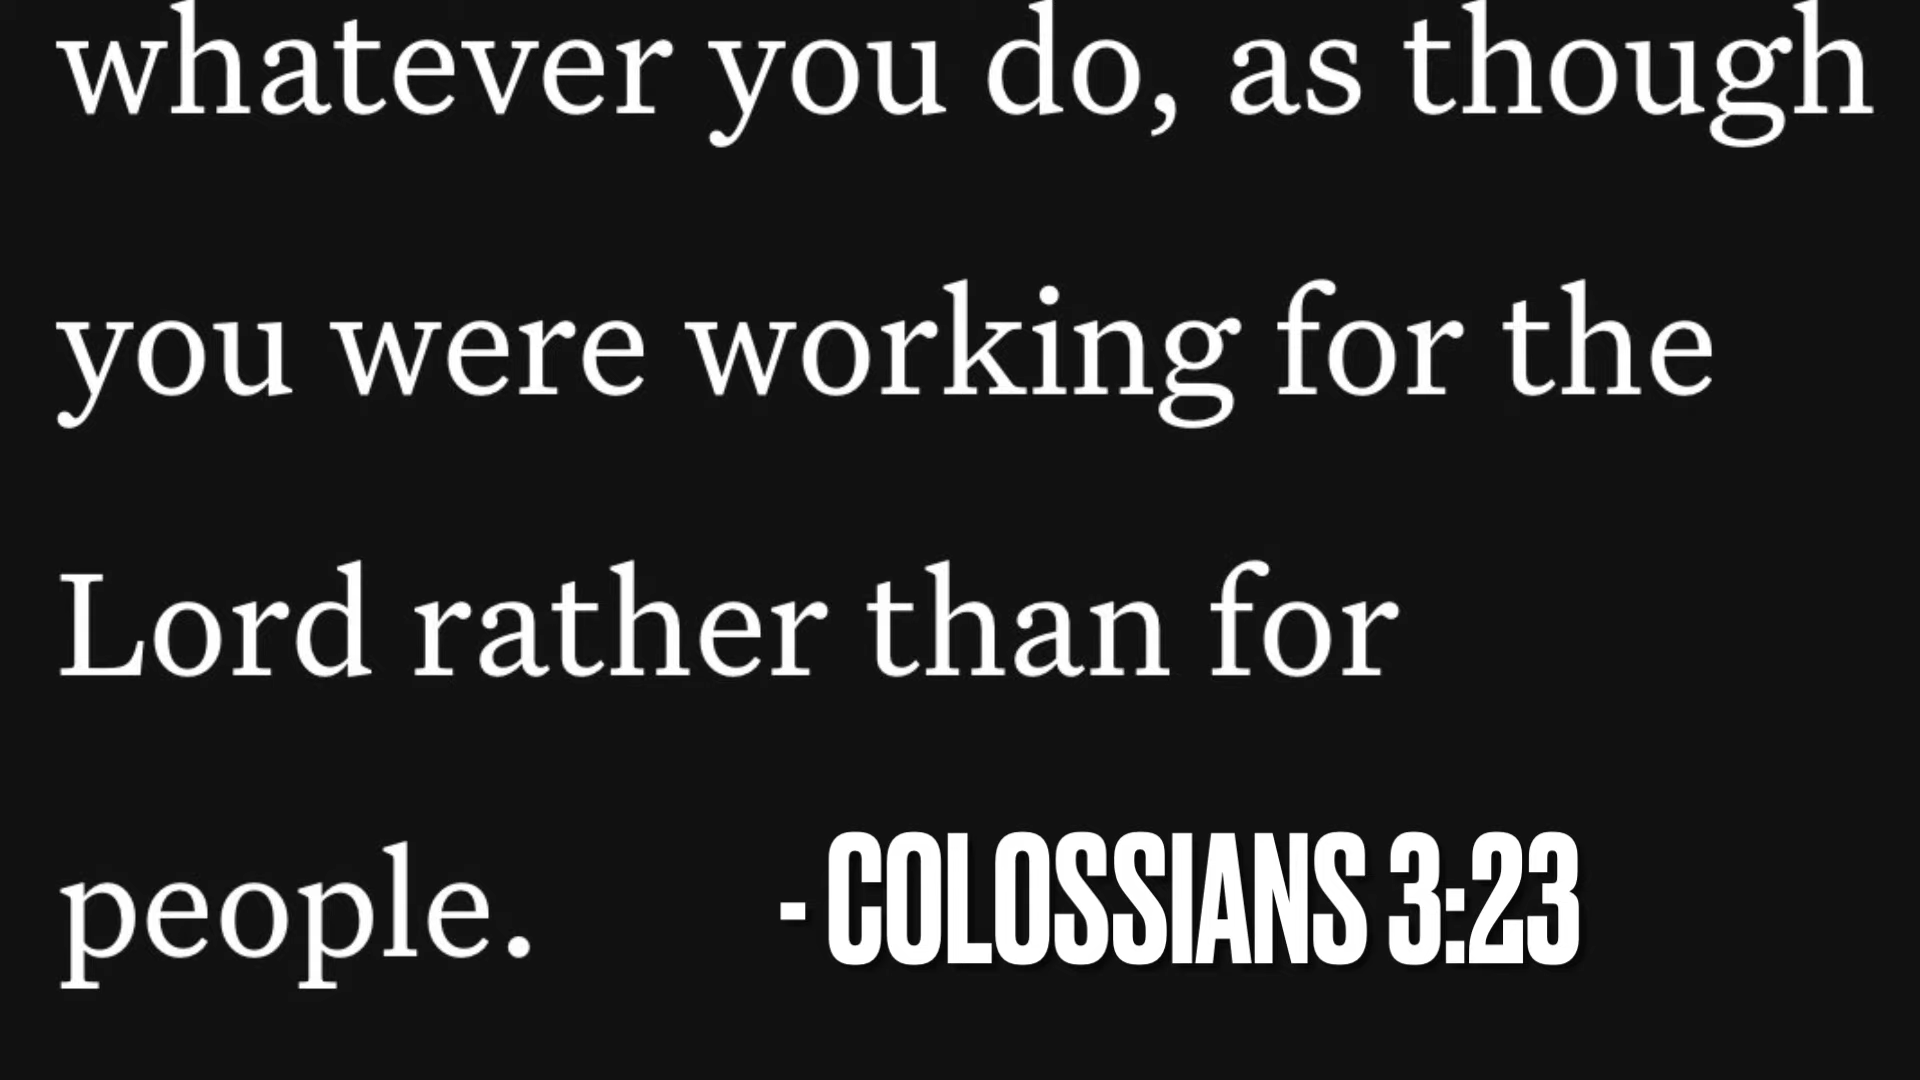 whatever you do, as though
you were working for the
Lord rather than for
people. - COLOSSIANS 3:23